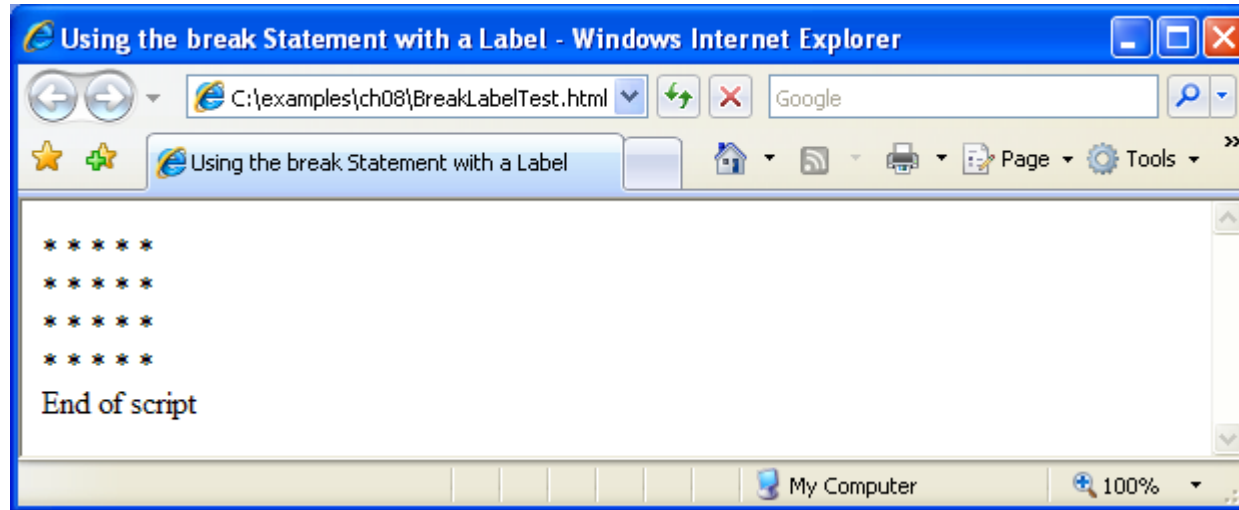 Using the break Statement with a Label - Windows Internet Explorer
C:\examples\ch08\BreakLabelTest.html
Google
Using the break Statement with a Label
Page
Tools
»
* * * * *
* * * * *
* * * * *
* * * * *
End of script
My Computer
100%